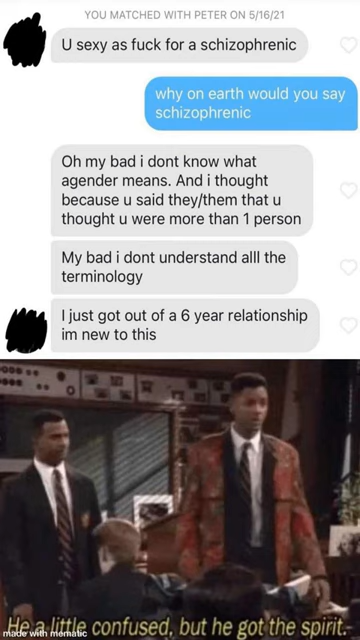 YOU MATCHED WITH PETER ON 5/16/21
U sexy as fuck for a schizophrenic
why on earth would you say
schizophrenic
Oh my bad i dont know what
agender means. And i thought
because u said they/them that u
thought u were more than 1 person
My bad i dont understand alll the
terminology
I just got out of a 6 year relationship
im new to this
He a little confused, but he got the spirit-
made with mematic